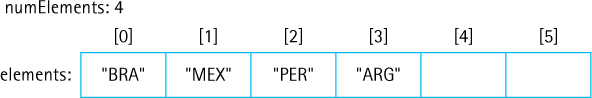 numElements: 4
[0] [1] [2] [3] [4] [5]
elements: "BRA" "MEX" "PER" "ARG"